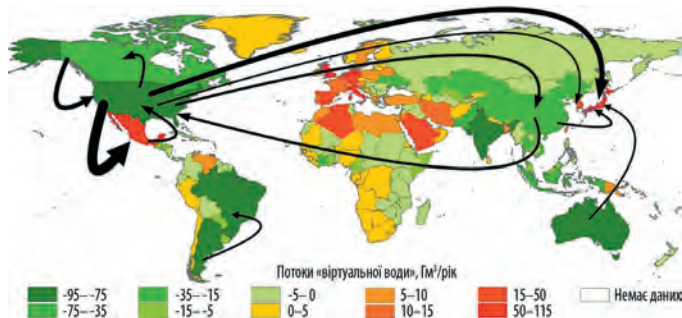 Потоки «віртуальної води», Гм³/рік
-95– -75 -35– -15 -5– 0 5–10 15–50 Немає даних
-75– -35 -15– -5 0–5 10–15 50–115